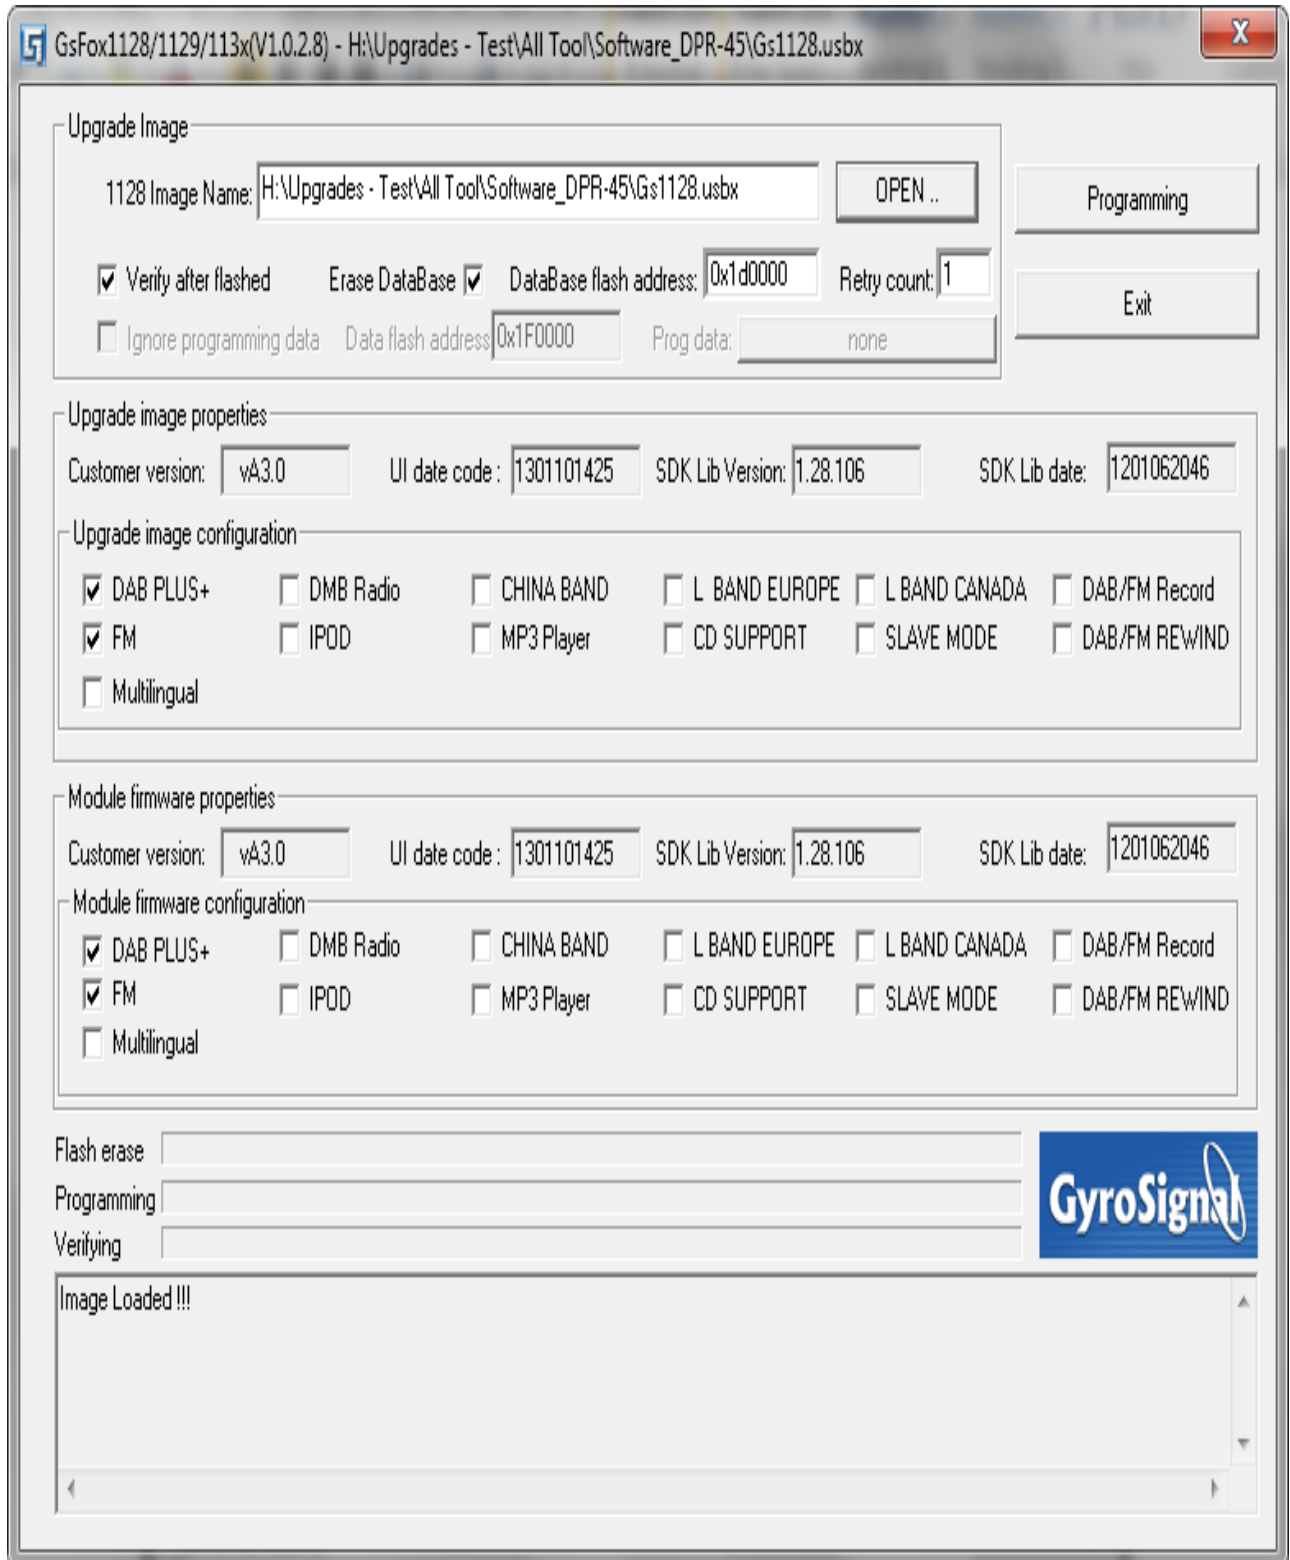 GsFox1128/1129/113x(V1.0.2.8) - H:\Upgrades - Test\All Tool\Software_DPR-45\Gs1128.usbx
X
Upgrade Image
1128 Image Name: H:\Upgrades - Test\All Tool\Software_DPR-45\Gs1128.usbx OPEN .. Programming
Verify after flashed Erase DataBase DataBase flash address: 0x1d0000 Retry count: 1
Exit
Ignore programming data Data flash address 0x1F0000 Prog data: none
Upgrade image properties
Customer version: vA3.0 UI date code : 1301101425 SDK Lib Version: 1.28.106 SDK Lib date: 1201062046
Upgrade image configuration
DAB PLUS+ DMB Radio CHINA BAND L BAND EUROPE L BAND CANADA DAB/FM Record
FM IPOD MP3 Player CD SUPPORT SLAVE MODE DAB/FM REWIND
Multilingual
Module firmware properties
Customer version: vA3.0 UI date code : 1301101425 SDK Lib Version: 1.28.106 SDK Lib date: 1201062046
Module firmware configuration
DAB PLUS+ DMB Radio CHINA BAND L BAND EUROPE L BAND CANADA DAB/FM Record
FM IPOD MP3 Player CD SUPPORT SLAVE MODE DAB/FM REWIND
Multilingual
Flash erase
Programming
Verifying
GyroSignal
Image Loaded !!!